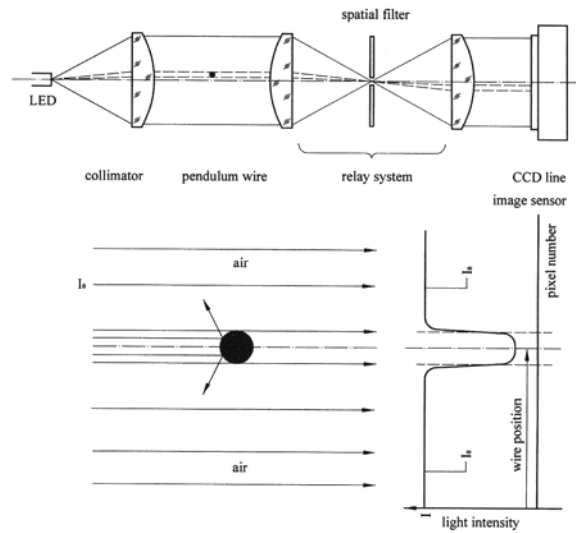 spatial filter
LED
collimator
pendulum wire
relay system
CCD line
image sensor
air
I₀
air
I₀
I₀
pixel number
wire position
I
light intensity